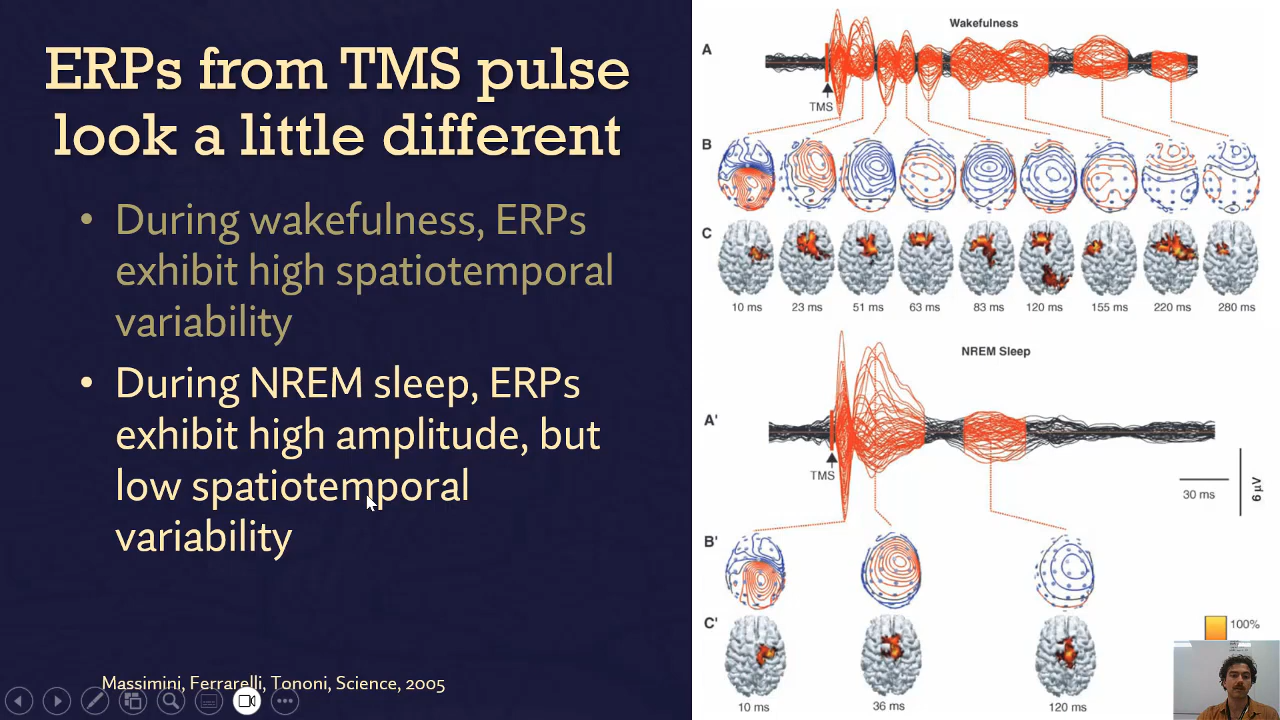 ERPs from TMS pulse
look a little different
• During wakefulness, ERPs
exhibit high spatiotemporal
variability
• During NREM sleep, ERPs
exhibit high amplitude, but
low spatiotemporal
variability
Massimini, Ferrarelli, Tononi, Science, 2005
Wakefulness
A
TMS
B
C
10 ms 23 ms 51 ms 63 ms 83 ms 120 ms 155 ms 220 ms 280 ms
NREM Sleep
A'
TMS
30 ms
6 µV
B'
C'
100%
10 ms 36 ms 120 ms